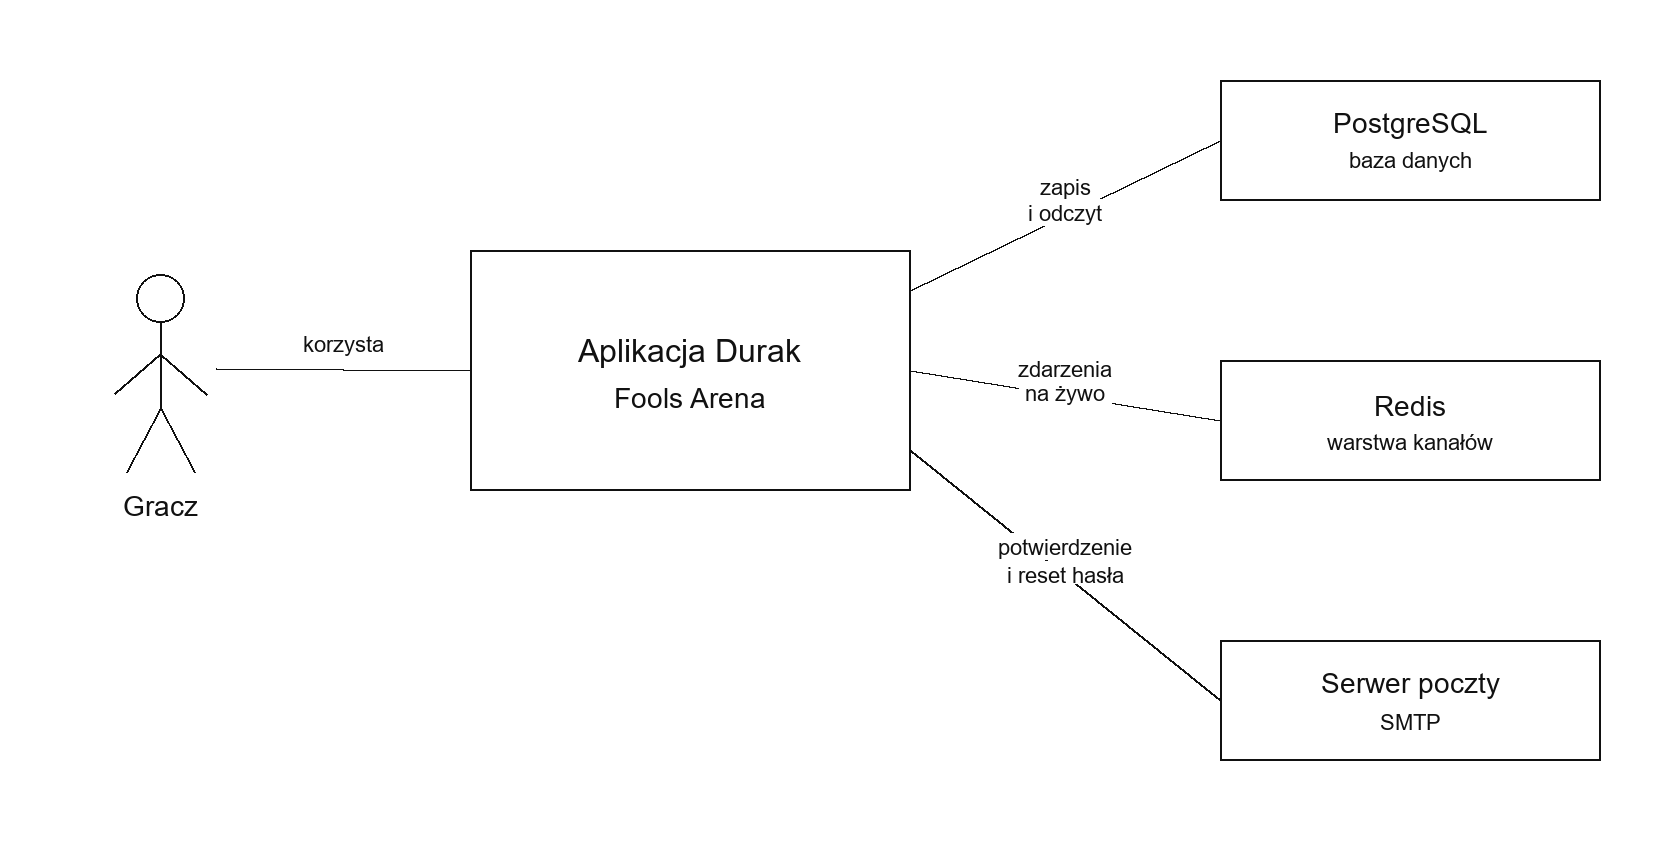 Gracz
korzysta
Aplikacja Durak
Fools Arena
zapis
i odczyt
PostgreSQL
baza danych
zdarzenia
na żywo
Redis
warstwa kanałów
potwierdzenie
i reset hasła
Serwer poczty
SMTP